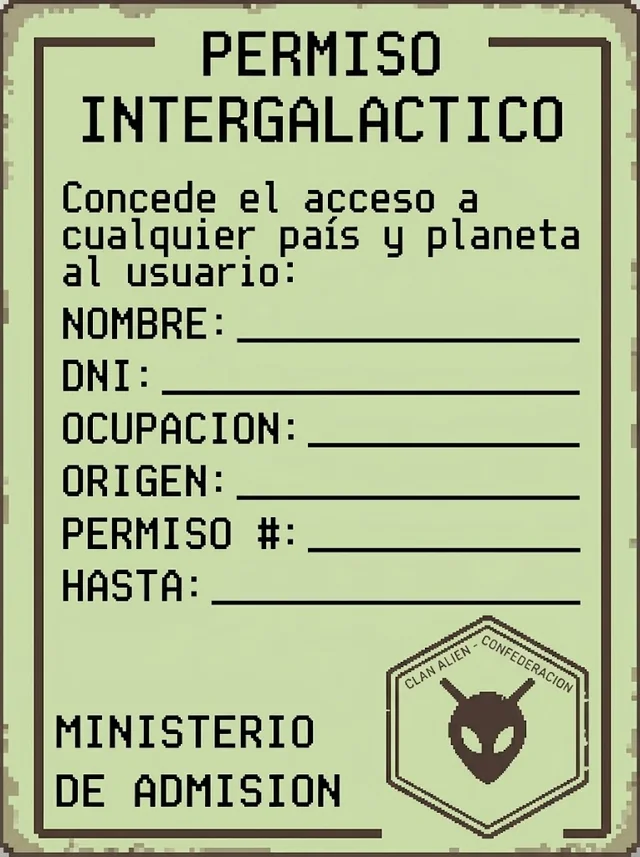 PERMISO
INTERGALACTICO
Concede el acceso a
cualquier país y planeta
al usuario:
NOMBRE:
DNI:
OCUPACION:
ORIGEN:
PERMISO #:
HASTA:
CLAN ALIEN - CONFEDERACION
MINISTERIO
DE ADMISION